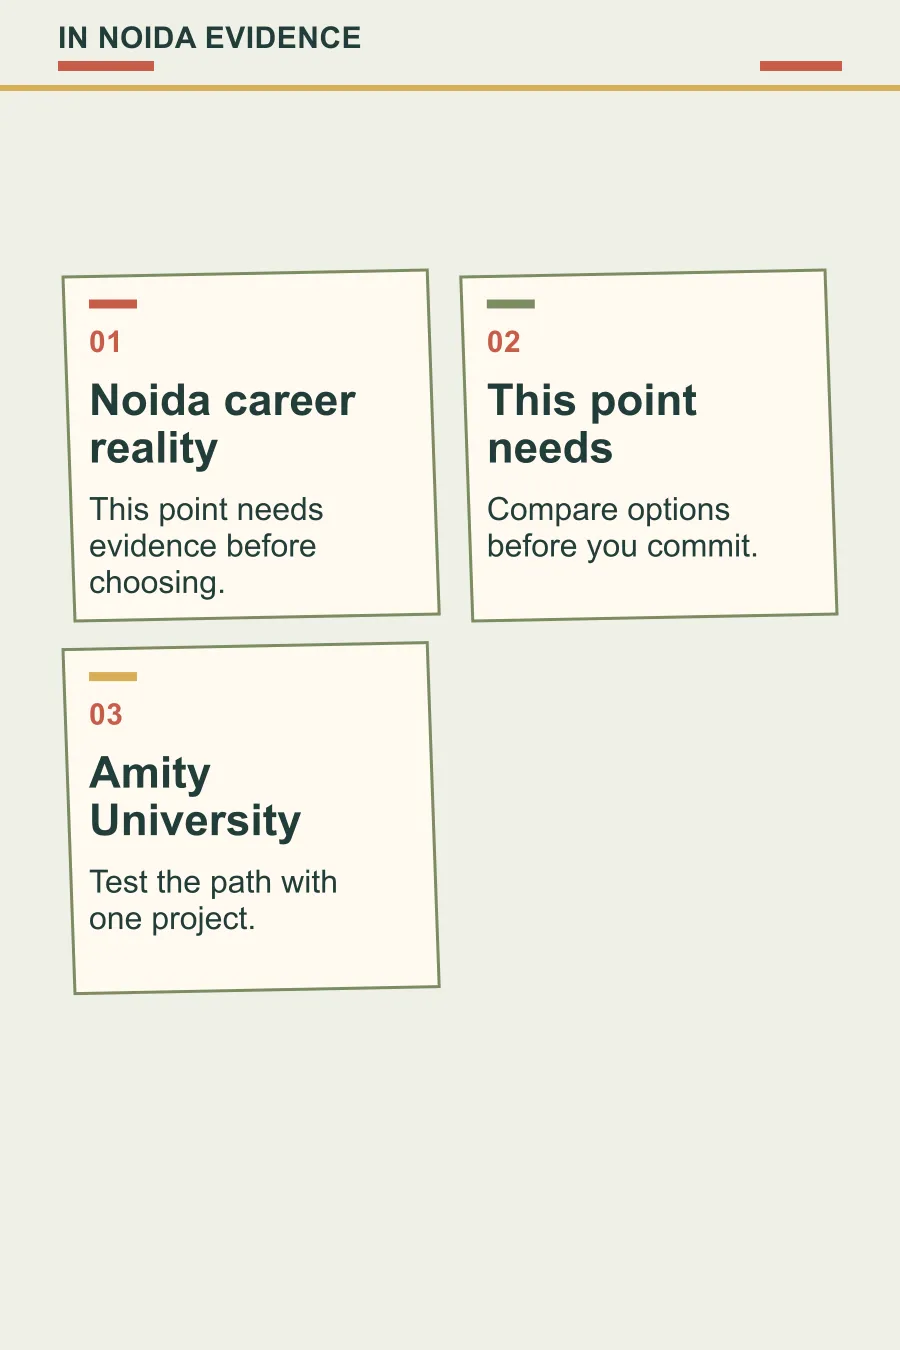 IN NOIDA EVIDENCE
01
Noida career
reality
This point needs
evidence before
choosing.
02
This point
needs
Compare options
before you commit.
03
Amity
University
Test the path with
one project.